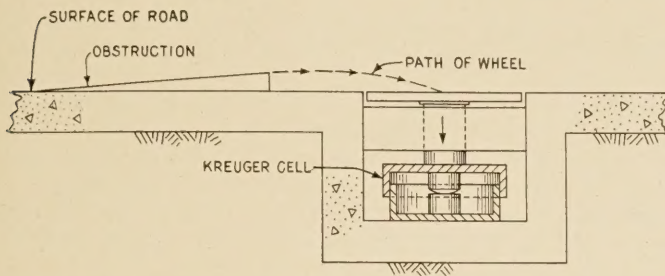 SURFACE OF ROAD
OBSTRUCTION
PATH OF WHEEL
KREUGER CELL